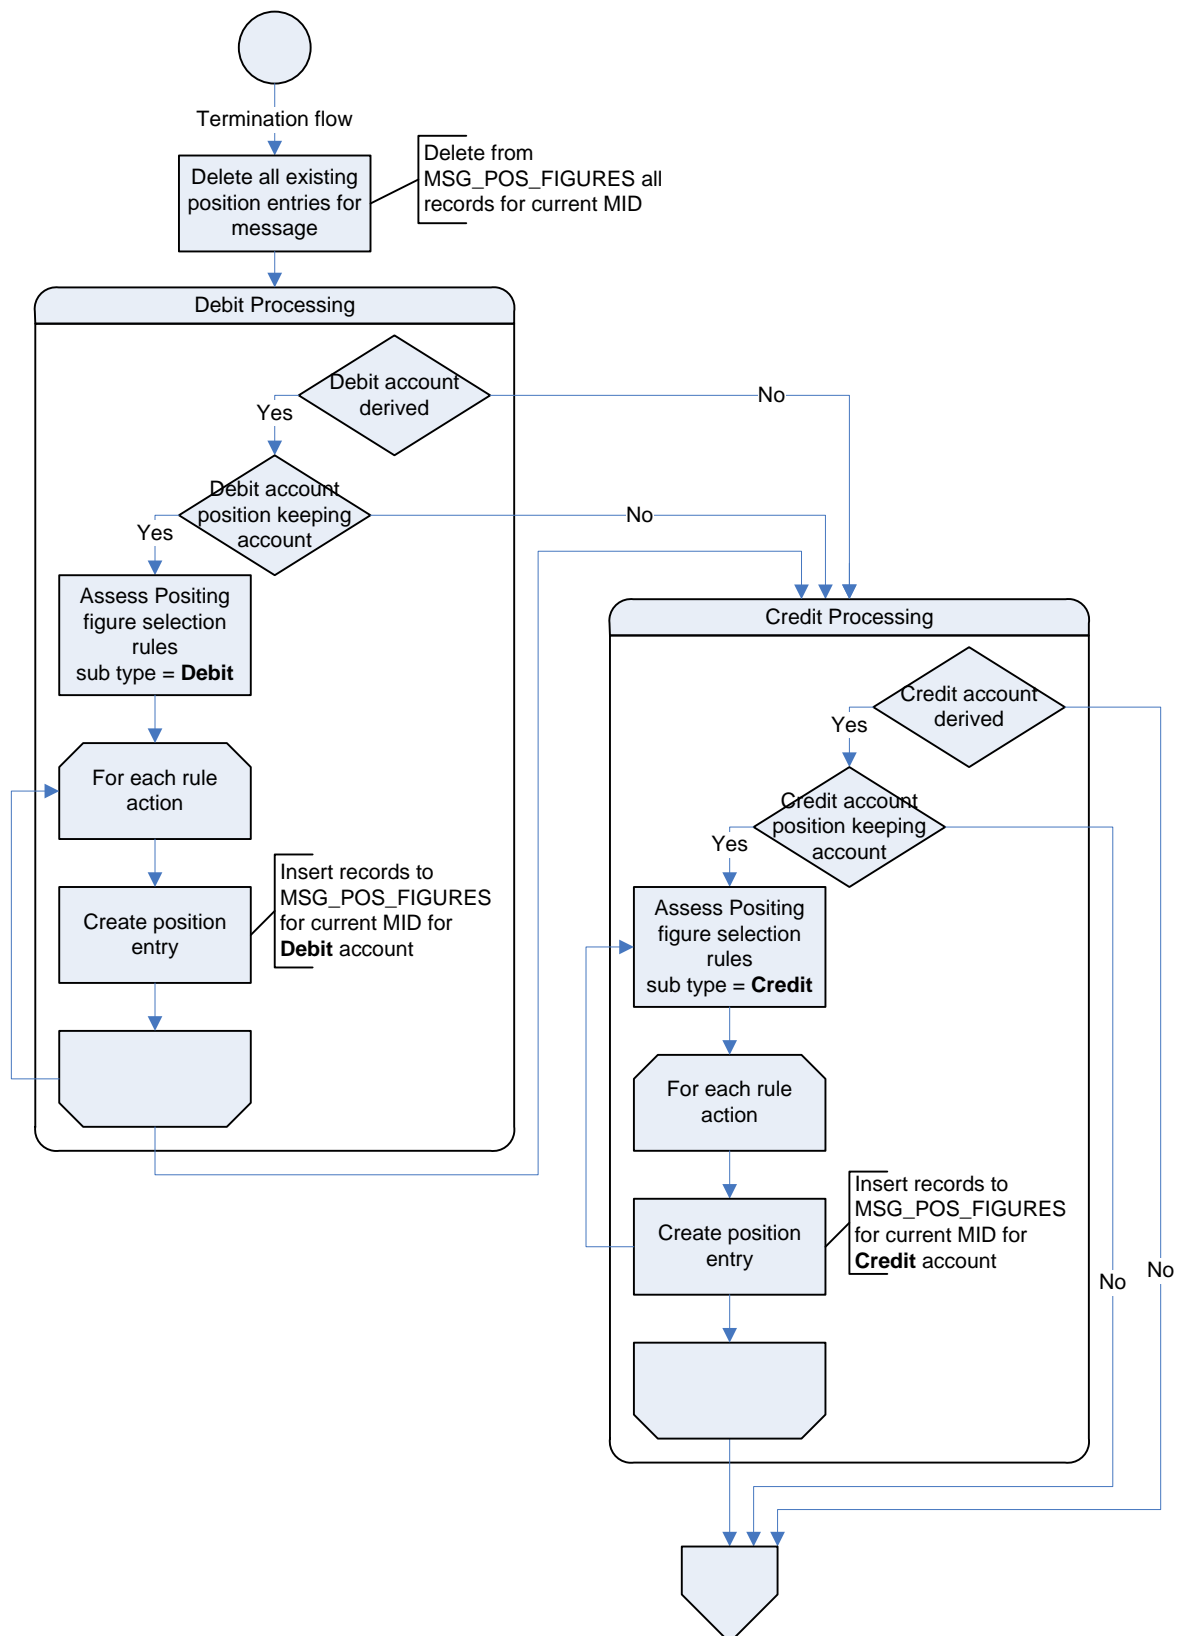 Termination flow
Delete all existing
position entries for
message
Delete from
MSG_POS_FIGURES all
records for current MID
Debit Processing
Debit account
derived
Yes
No
Debit account
position keeping
account
Yes
No
Assess Positing
figure selection
rules
sub type = Debit
For each rule
action
Create position
entry
Insert records to
MSG_POS_FIGURES
for current MID for
Debit account
Credit Processing
Credit account
derived
Yes
No
Credit account
position keeping
account
Yes
No
Assess Positing
figure selection
rules
sub type = Credit
For each rule
action
Create position
entry
Insert records to
MSG_POS_FIGURES
for current MID for
Credit account